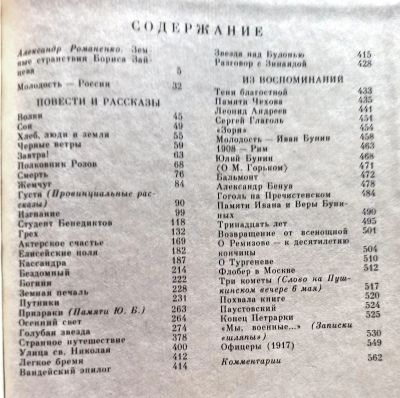 СОДЕРЖАНИЕ
Александр Романенко. Зем-
ные странствия Бориса Зай-
цева 5
Молодость — Россия 32
ПОВЕСТИ И РАССКАЗЫ
Волки 45
Сон 49
Хлеб, люди и земля 55
Черные ветры 59
Завтра! 63
Полковник Розов 68
Смерть 76
Жемчуг 84
Густя (Провинциальные рас-
сказы) 90
Изгнание 99
Студент Бенедиктов 118
Грех 132
Актерское счастье 169
Елисейские поля 182
Кассандра 187
Бездомный 214
Богиня 222
Земная печаль 228
Путники 231
Призраки (Памяти Ю. Б.) 263
Осенний свет 264
Голубая звезда 274
Странное путешествие 378
Улица св. Николая 400
Легкое бремя 412
Вандейский эпилог 414
Звезда над Булонью 415
Разговор с Зинаидой 428
ИЗ ВОСПОМИНАНИЙ
Тени благостной 433
Памяти Чехова 435
Леонид Андреев 441
Сергей Глаголь 451
«Зори» 454
Молодость — Иван Бунин 458
1908 — Рим 463
Юлий Бунин 468
<О М. Горьком> 471
Бальмонт 472
Александр Бенуа 478
Гоголь на Пречистенском 484
Памяти Ивана и Веры Буни-
ных 490
Тринадцать лет 495
Возвращение от всенощной 501
О Ремизове — к десятилетию
кончины 504
О Тургеневе 510
Флобер в Москве 512
Три кометы (Слово на Пуш-
кинском вечере 6 мая) 517
Похвала книге 520
Паустовский 524
Конец Петрарки 525
«Мы, военные...» (Записки
«шляпы») 530
Офицеры (1917) 549
Комментарии 562